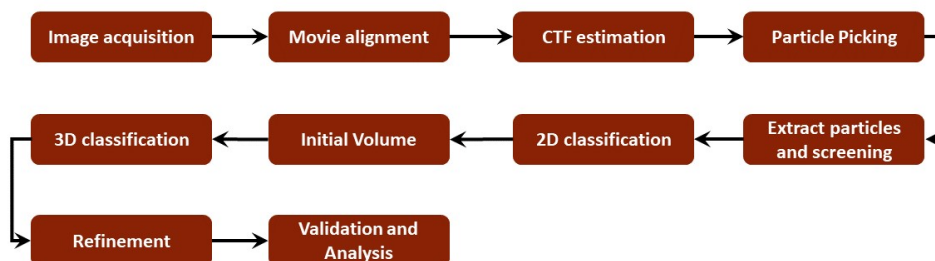 Image acquisition
Movie alignment
CTF estimation
Particle Picking
Extract particles
and screening
2D classification
Initial Volume
3D classification
Refinement
Validation and
Analysis